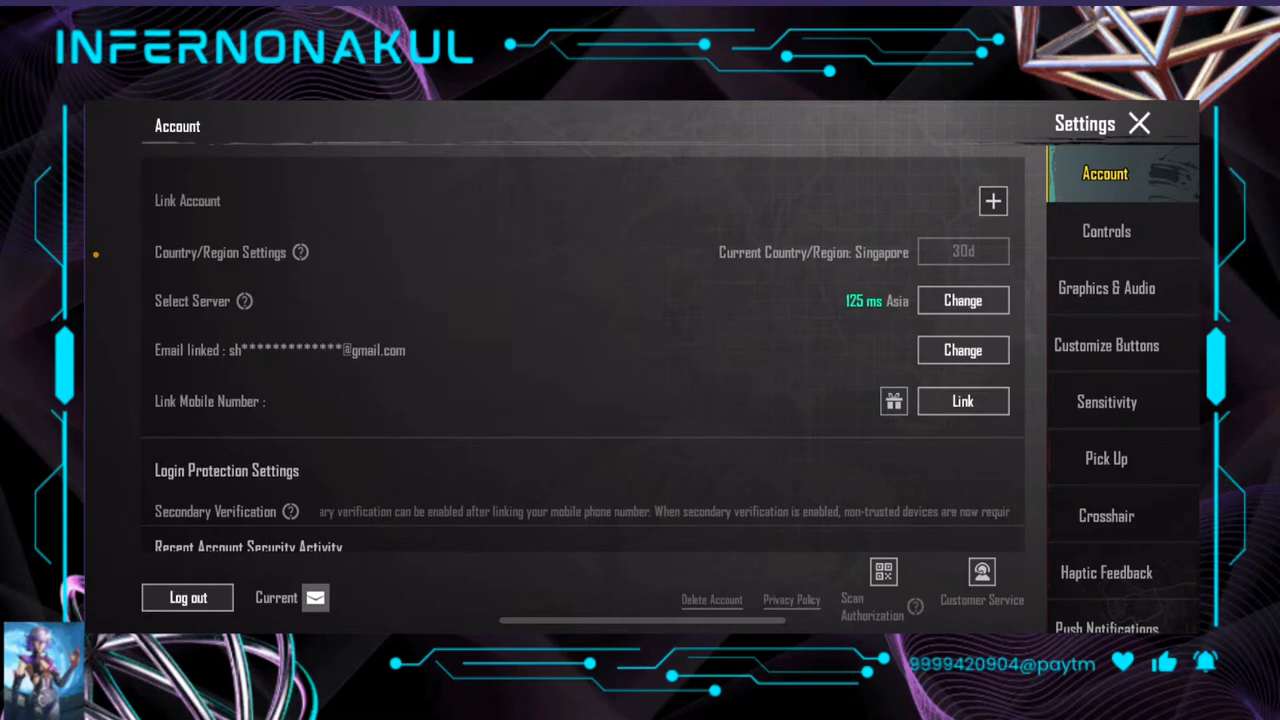 INFERNONAKUL
Account
Settings
Link Account
Country/Region Settings
Current Country/Region: Singapore
30d
Select Server
125 ms Asia
Change
Email linked : sh*************@gmail.com
Change
Link Mobile Number :
Link
Login Protection Settings
Secondary Verification
ary verification can be enabled after linking your mobile phone number. When secondary verification is enabled, non-trusted devices are now requir
Recent Account Security Activity
Log out
Current
Delete Account
Privacy Policy
Scan
Authorization
Customer Service
Account
Controls
Graphics & Audio
Customize Buttons
Sensitivity
Pick Up
Crosshair
Haptic Feedback
Push Notifications
9999420904@paytm